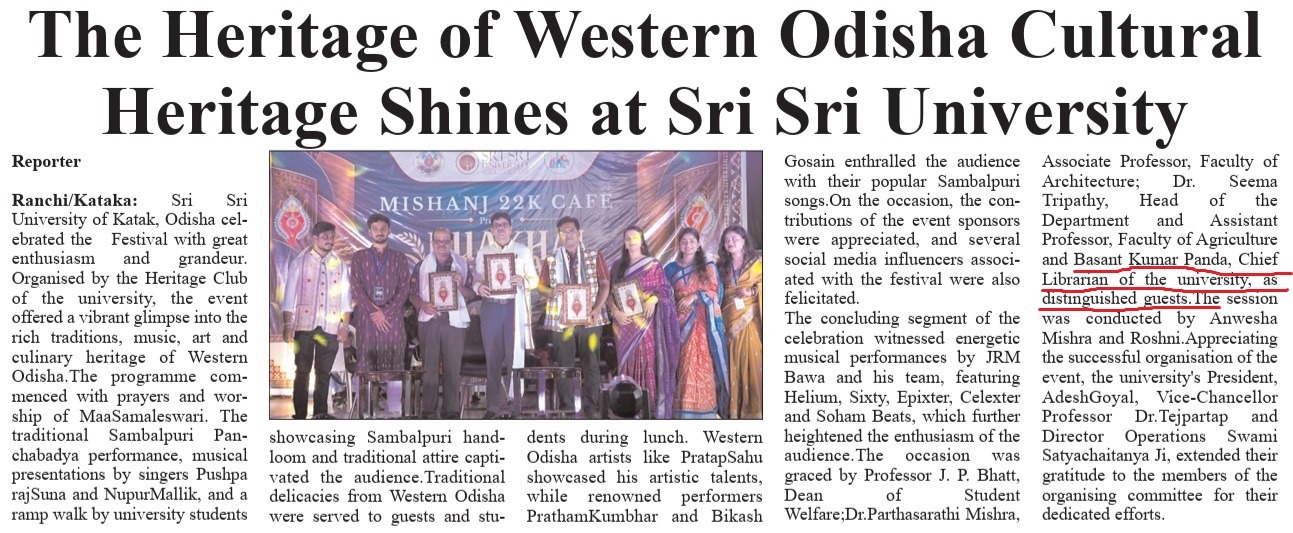 The Heritage of Western Odisha Cultural
Heritage Shines at Sri Sri University
Reporter
Ranchi/Kataka: Sri Sri
University of Katak, Odisha cel-
ebrated the Festival with great
enthusiasm and grandeur.
Organised by the Heritage Club
of the university, the event
offered a vibrant glimpse into the
rich traditions, music, art and
culinary heritage of Western
Odisha.The programme com-
menced with prayers and wor-
ship of MaaSamaleswari. The
traditional Sambalpuri Pan-
chabadya performance, musical
presentations by singers Pushpa
rajSuna and NupurMallik, and a
ramp walk by university students
SRI SRI
UNIVERSITY
MISHANJ 22K CAFE
showcasing Sambalpuri hand-
loom and traditional attire capti-
vated the audience.Traditional
delicacies from Western Odisha
were served to guests and stu-
dents during lunch. Western
Odisha artists like PratapSahu
showcased his artistic talents,
while renowned performers
PrathamKumbhar and Bikash
Gosain enthralled the audience
with their popular Sambalpuri
songs.On the occasion, the con-
tributions of the event sponsors
were appreciated, and several
social media influencers associ-
ated with the festival were also
felicitated.
The concluding segment of the
celebration witnessed energetic
musical performances by JRM
Bawa and his team, featuring
Helium, Sixty, Epixter, Celexter
and Soham Beats, which further
heightened the enthusiasm of the
audience.The occasion was
graced by Professor J. P. Bhatt,
Dean of Student
Welfare;Dr.Parthasarathi Mishra,
Associate Professor, Faculty of
Architecture; Dr. Seema
Tripathy, Head of the
Department and Assistant
Professor, Faculty of Agriculture
and Basant Kumar Panda, Chief
Librarian of the university, as
distinguished guests.The session
was conducted by Anwesha
Mishra and Roshni.Appreciating
the successful organisation of the
event, the university's President,
AdeshGoyal, Vice-Chancellor
Professor Dr.Tejpartap and
Director Operations Swami
Satyachaitanya Ji, extended their
gratitude to the members of the
organising committee for their
dedicated efforts.